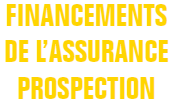 FINANCEMENTS
DE L'ASSURANCE
PROSPECTION